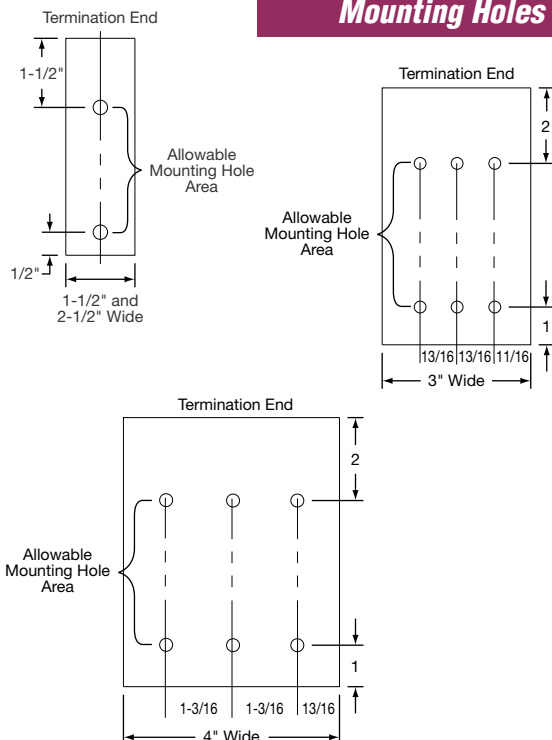 Mounting Holes
Termination End
1-1/2"
Allowable
Mounting Hole
Area
1/2"
1-1/2" and
2-1/2" Wide
Termination End
2
Allowable
Mounting Hole
Area
1
13/16 13/16 11/16
3" Wide
Termination End
2
Allowable
Mounting Hole
Area
1
1-3/16 1-3/16 13/16
4" Wide